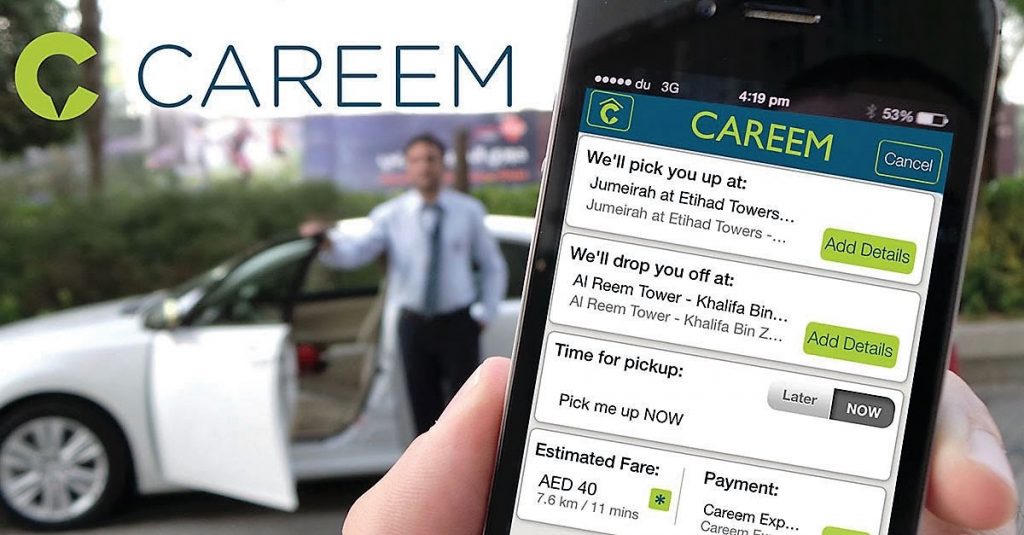 CAREEM
du 3G
4:19 pm
53%
CAREEM
Cancel
We'll pick you up at:
Jumeirah at Etihad Towers...
Jumeirah at Etihad Towers -...
Add Details
We'll drop you off at:
Al Reem Tower - Khalifa Bin...
Al Reem Tower - Khalifa Bin Z...
Add Details
Time for pickup:
Pick me up NOW
Later
NOW
Estimated Fare:
AED 40
7.6 km / 11 mins
*
Payment:
Careem Exp...
Careem Ex